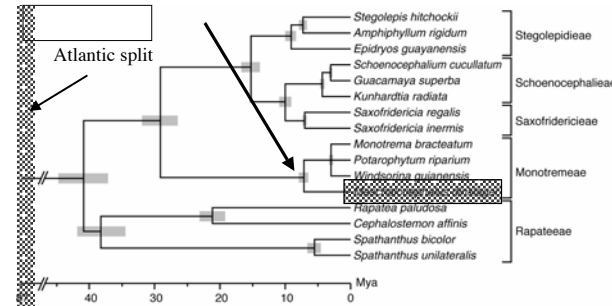 Atlantic split
Stegolepis hitchockii
Amphiphyllum rigidum
Epidryos guayanensis
Stegolepidieae
Schoenocephalium cucullatum
Guacamaya superba
Kunhardtia radiata
Schoenocephalieae
Saxofridericia regalis
Saxofridericia inermis
Saxofridericieae
Monotrema bracteatum
Potarophytum riparium
Windsorina guianensis
Monotremeae
Rapatea paludosa
Cephalostemon affinis
Spathanthus bicolor
Spathanthus unilateralis
Rapateeae
Mya
40 30 20 10 0